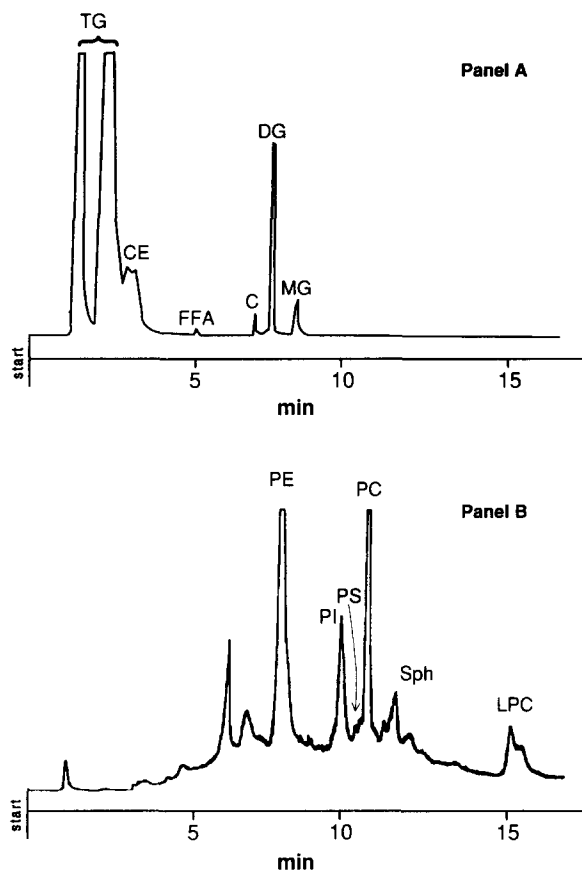 TG
Panel A
DG
CE
FFA
C
MG
start
5
10
15
min
PE
PC
Panel B
PS
PI
Sph
LPC
start
5
10
15
min